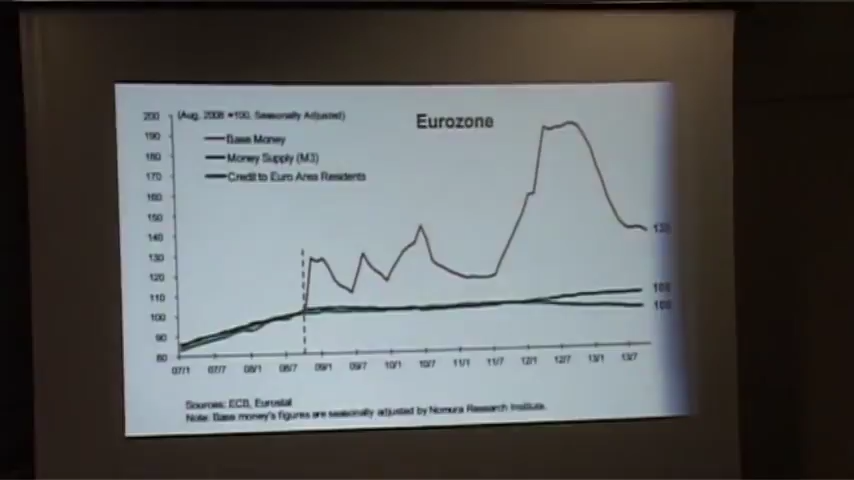 200 (Aug. 2008 =100, Seasonally Adjusted)
Eurozone
190
Base Money
180
Money Supply (M3)
170
Credit to Euro Area Residents
160
150
140
130
120
110
100
90
80
07/1 07/7 08/1 08/7 09/1 09/7 10/1 10/7 11/1 11/7 12/1 12/7 13/1 13/7
Sources: ECB, Eurostat
Note: Base money's figures are seasonally adjusted by Nomura Research Institute.